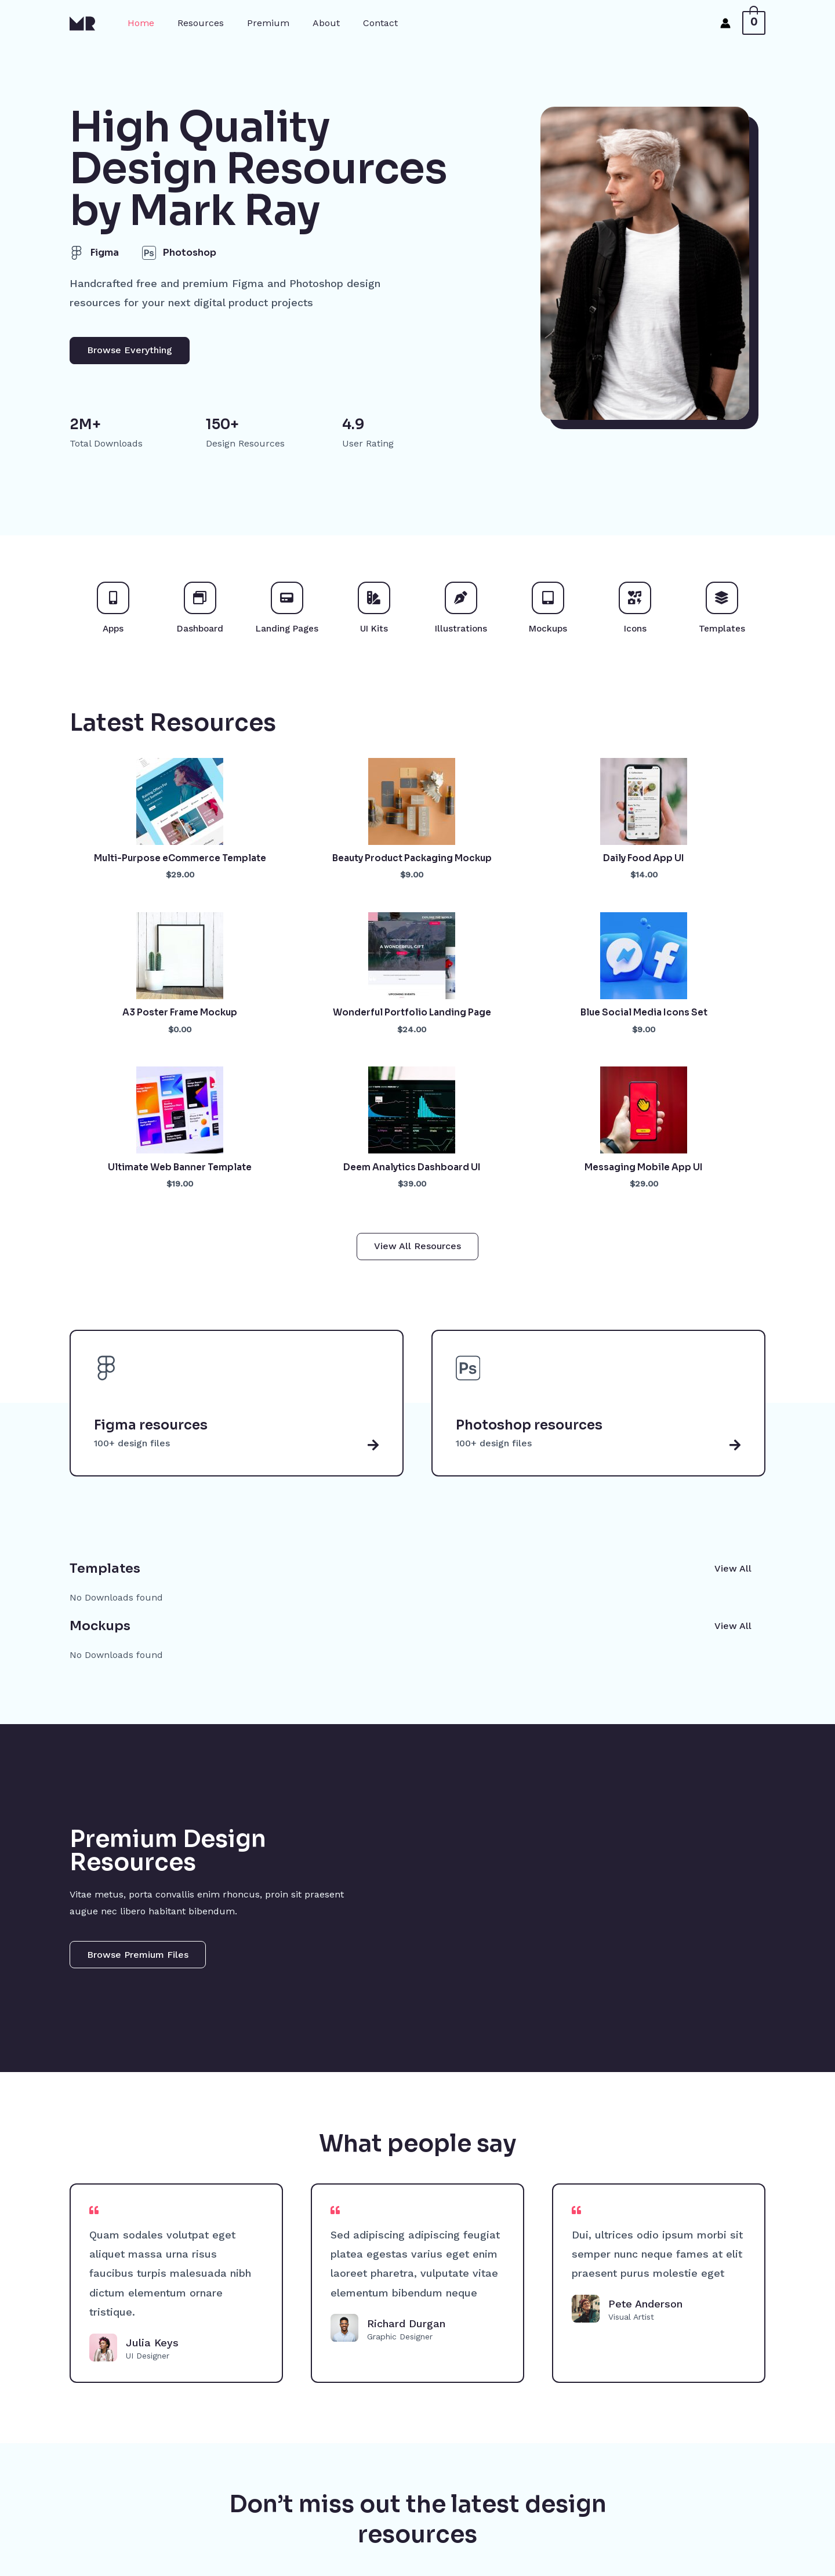 MR
Home Resources Premium About Contact
0
High Quality
Design Resources
by Mark Ray
Figma
Ps Photoshop
Handcrafted free and premium Figma and Photoshop design
resources for your next digital product projects
Browse Everything
2M+ 150+ 4.9
Total Downloads Design Resources User Rating
Apps Dashboard Landing Pages UI Kits Illustrations Mockups Icons Templates
Latest Resources
Multi-Purpose eCommerce Template
$29.00
Beauty Product Packaging Mockup
$9.00
Daily Food App UI
$14.00
A3 Poster Frame Mockup
$0.00
A WONDERFUL GIFT
Wonderful Portfolio Landing Page
$24.00
Blue Social Media Icons Set
$9.00
Ultimate Web Banner Template
$19.00
Deem Analytics Dashboard UI
$39.00
Messaging Mobile App UI
$29.00
View All Resources
Figma resources
100+ design files
Ps
Photoshop resources
100+ design files
Templates View All
No Downloads found
Mockups View All
No Downloads found
Premium Design
Resources
Vitae metus, porta convallis enim rhoncus, proin sit praesent
augue nec libero habitant bibendum.
Browse Premium Files
What people say
Quam sodales volutpat eget
aliquet massa urna risus
faucibus turpis malesuada nibh
dictum elementum ornare
tristique.
Julia Keys
UI Designer
Sed adipiscing adipiscing feugiat
platea egestas varius eget enim
laoreet pharetra, vulputate vitae
elementum bibendum neque
Richard Durgan
Graphic Designer
Dui, ultrices odio ipsum morbi sit
semper nunc neque fames at elit
praesent purus molestie eget
Pete Anderson
Visual Artist
Don’t miss out the latest design
resources